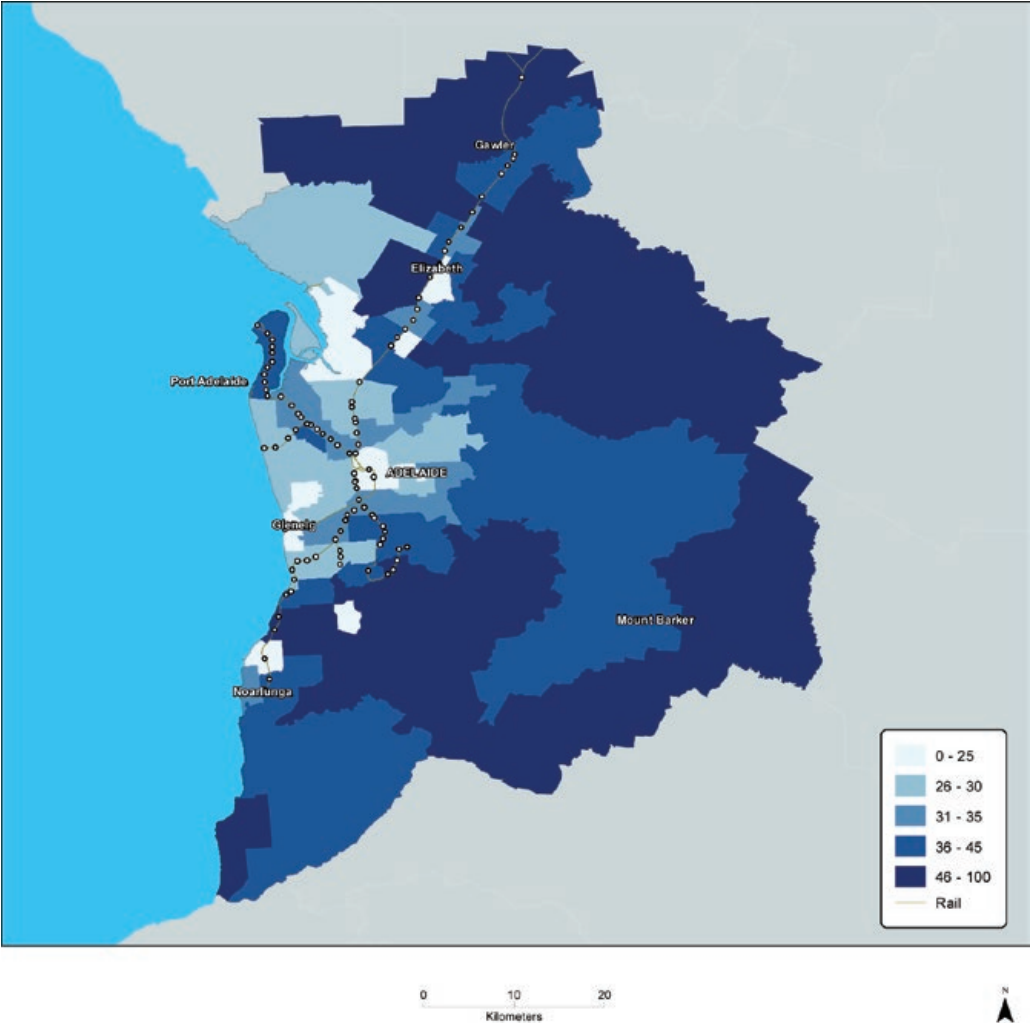 Gawler
Elizabeth
Port Adelaide
ADELAIDE
Glenelg
Mount Barker
Noarlunga
0 - 25
26 - 30
31 - 35
36 - 45
46 - 100
Rail
0 10 20
Kilometers
N